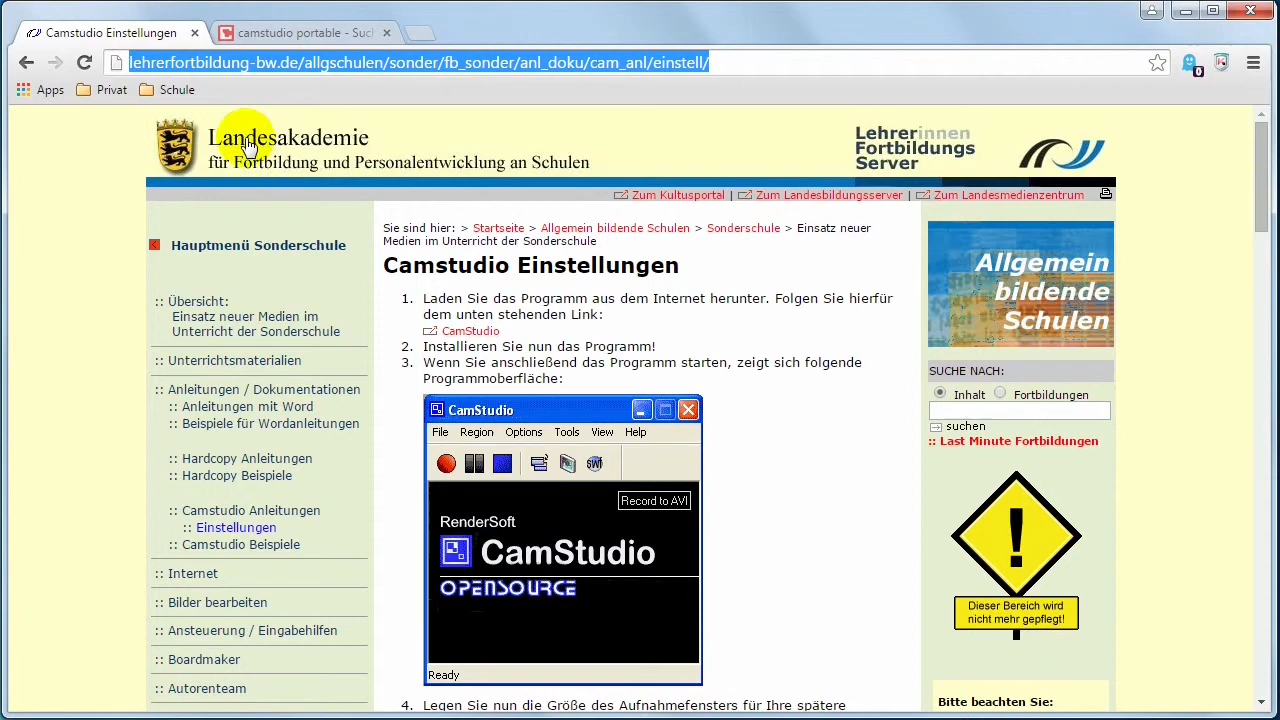 Camstudio Einstellungen
camstudio portable - Suc
lehrerfortbildung-bw.de/allgschulen/sonder/fb_sonder/anl_doku/cam_anl/einstell/
0
Apps
Privat
Schule
Landesakademie
für Fortbildung und Personalentwicklung an Schulen
Lehrerinnen
Fortbildungs
Server
Zum Kultusportal | Zum Landesbildungsserver | Zum Landesmedienzentrum
Hauptmenü Sonderschule
:: Übersicht:
Einsatz neuer Medien im
Unterricht der Sonderschule
:: Unterrichtsmaterialien
:: Anleitungen / Dokumentationen
:: Anleitungen mit Word
:: Beispiele für Wordanleitungen
:: Hardcopy Anleitungen
:: Hardcopy Beispiele
:: Camstudio Anleitungen
:: Einstellungen
:: Camstudio Beispiele
:: Internet
:: Bilder bearbeiten
:: Ansteuerung / Eingabehilfen
:: Boardmaker
:: Autorenteam
Sie sind hier: > Startseite > Allgemein bildende Schulen > Sonderschule > Einsatz neuer
Medien im Unterricht der Sonderschule
Camstudio Einstellungen
1. Laden Sie das Programm aus dem Internet herunter. Folgen Sie hierfür
dem unten stehenden Link:
CamStudio
2. Installieren Sie nun das Programm!
3. Wenn Sie anschließend das Programm starten, zeigt sich folgende
Programmoberfläche:
CamStudio
File Region Options Tools View Help
SWF
Record to AVI
RenderSoft
CamStudio
OPENSOURCE
Ready
4. Legen Sie nun die Größe des Aufnahmefensters für Ihre spätere
Allgemein
bildende
Schulen
SUCHE NACH:
Inhalt Fortbildungen
suchen
:: Last Minute Fortbildungen
!
Dieser Bereich wird
nicht mehr gepflegt!
Bitte beachten Sie: